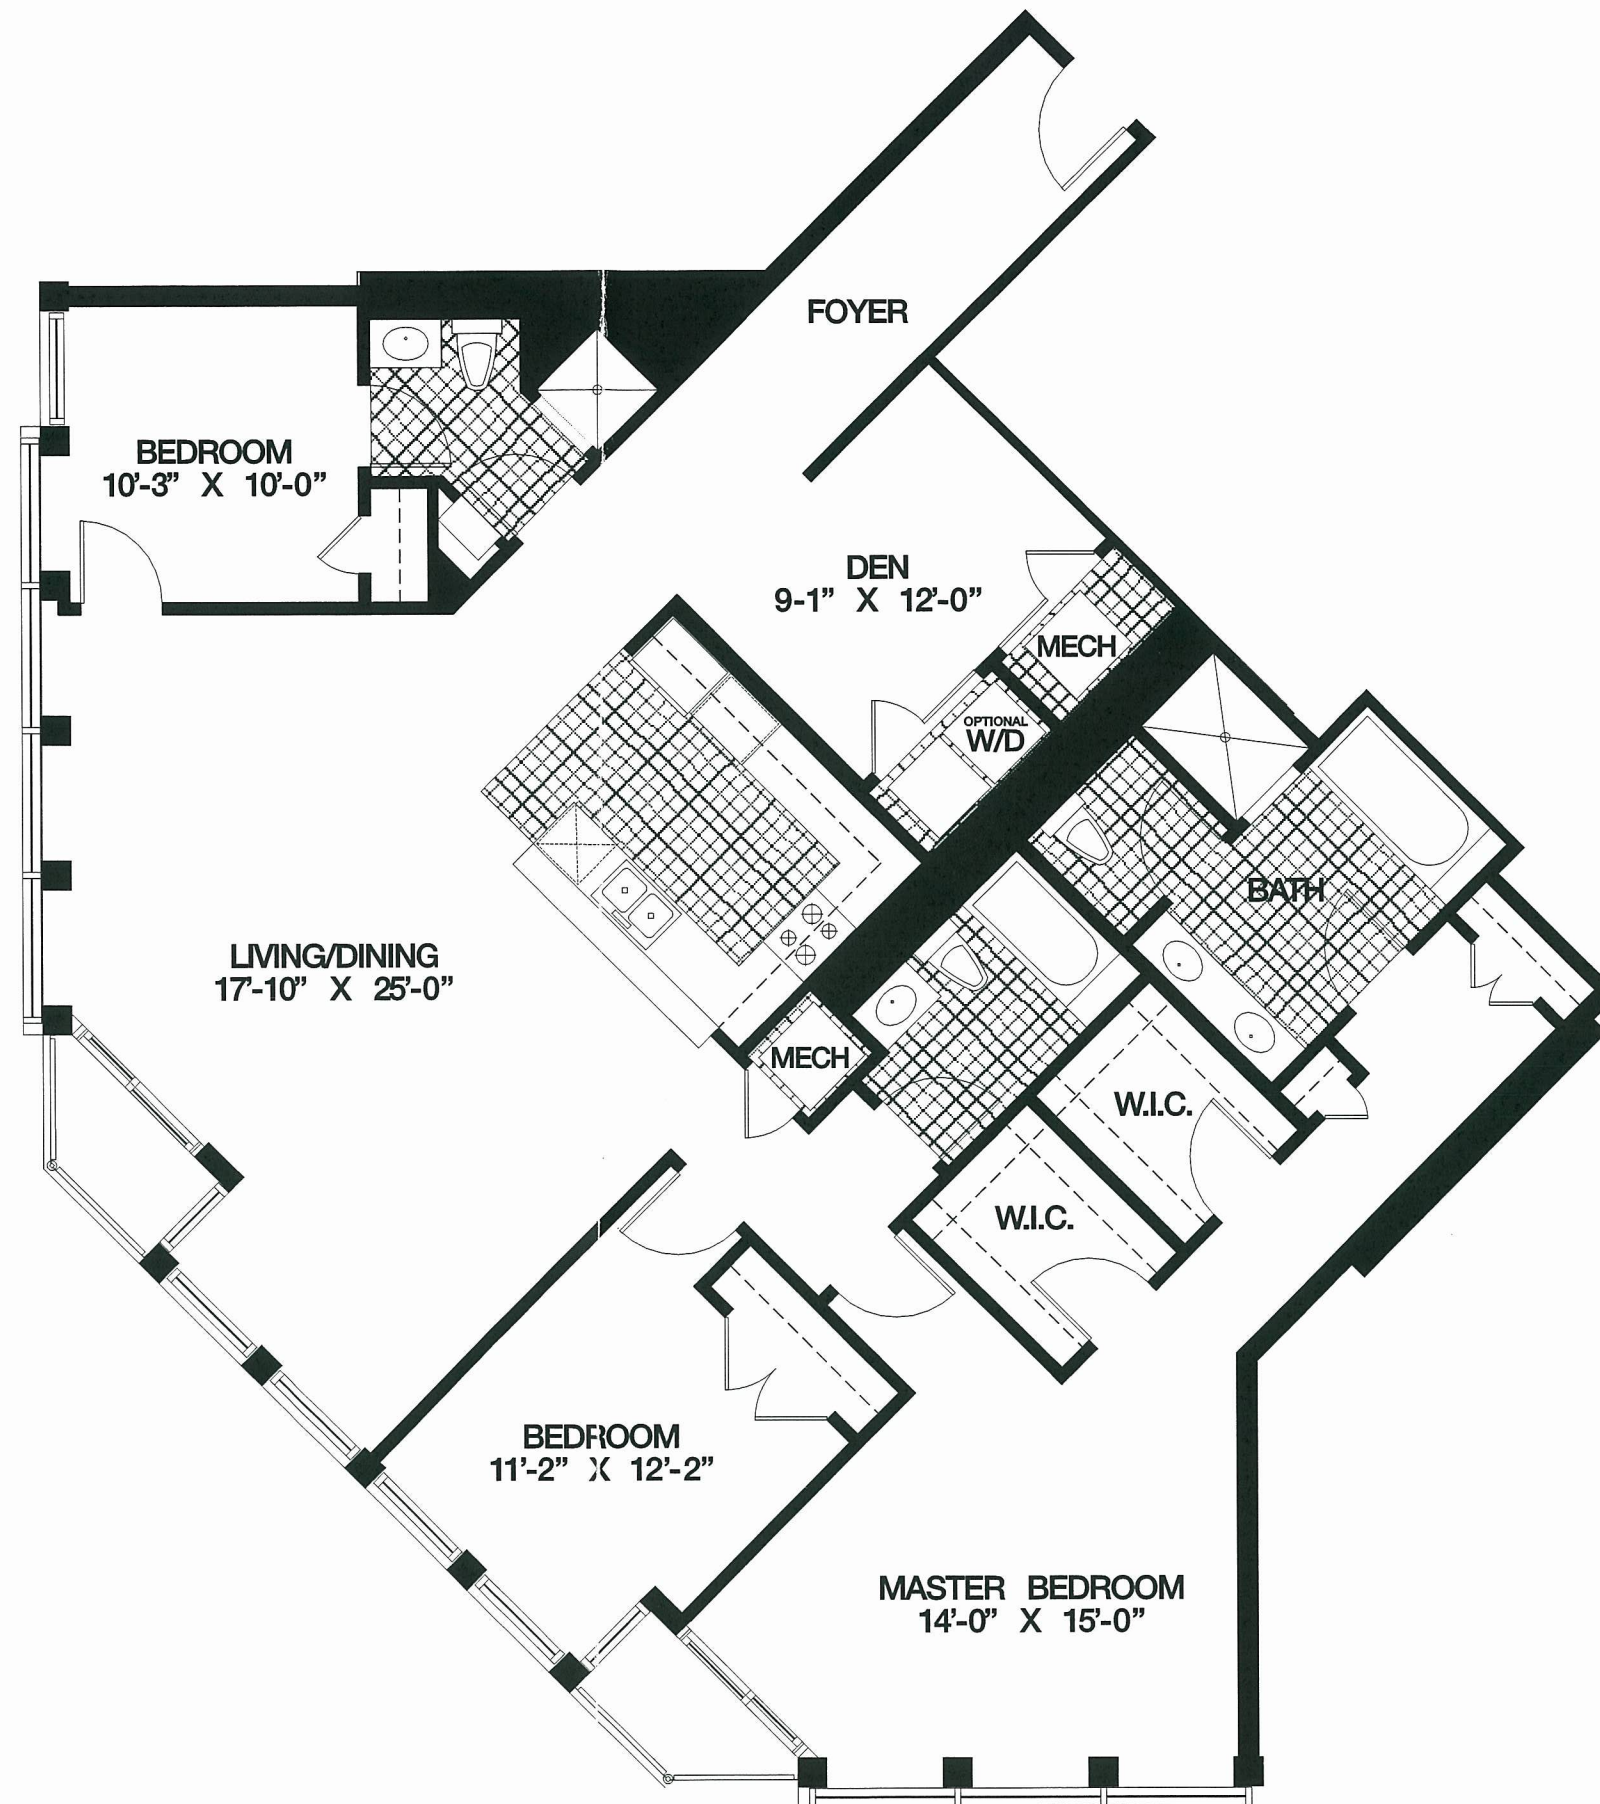 FOYER
BEDROOM
10'-3" X 10'-0"
DEN
9-1" X 12'-0"
MECH
OPTIONAL
W/D
BATH
LIVING/DINING
17'-10" X 25'-0"
MECH
W.I.C.
W.I.C.
BEDROOM
11'-2" X 12'-2"
MASTER BEDROOM
14'-0" X 15'-0"